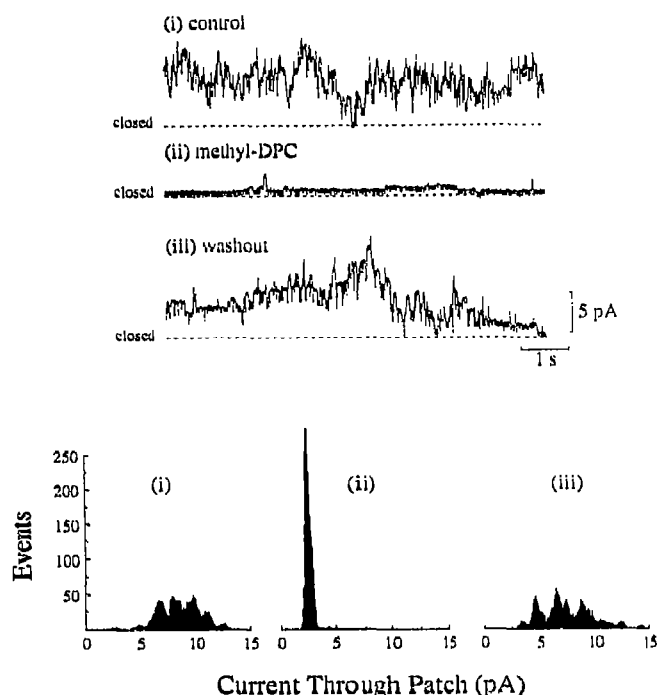 (i) control
closed
(ii) methyl-DPC
closed
(iii) washout
closed
5 pA
1 s
Events
250
200
150
100
50
(i)
(ii)
(iii)
0 5 10 15 0 5 10 15 0 5 10 15
Current Through Patch (pA)